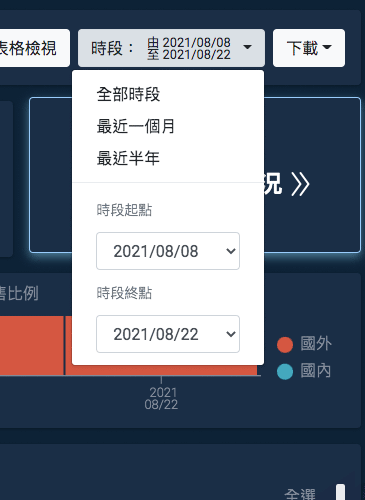 表格檢視
時段：
由 2021/08/08
至 2021/08/22
下載
全部時段
最近一個月
最近半年
況
時段起點
2021/08/08
售比例
時段終點
2021/08/22
國外
國內
2021
08/22
全選